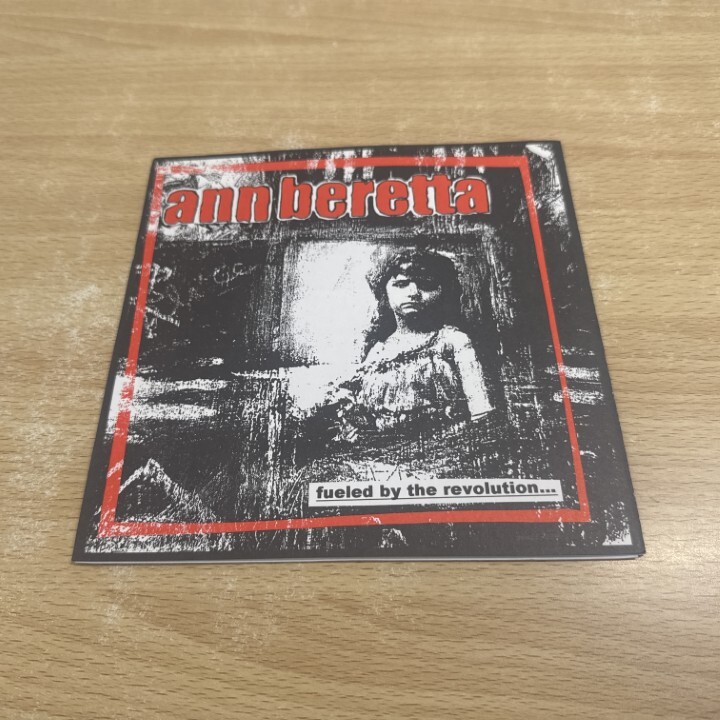 ann beretta
fueled by the revolution...